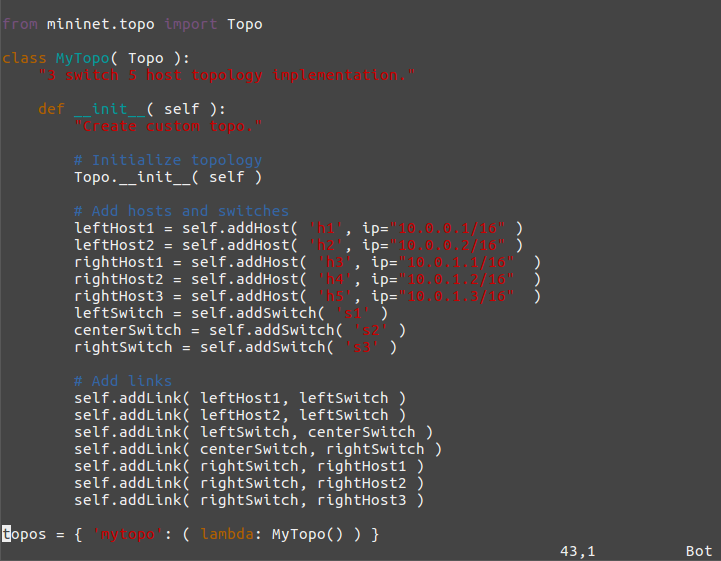 from mininet.topo import Topo
class MyTopo( Topo ):
"3 switch 5 host topology implementation."
def __init__( self ):
"Create custom topo."
# Initialize topology
Topo.__init__( self )
# Add hosts and switches
leftHost1 = self.addHost( 'h1', ip="10.0.0.1/16" )
leftHost2 = self.addHost( 'h2', ip="10.0.0.2/16" )
rightHost1 = self.addHost( 'h3', ip="10.0.1.1/16"  )
rightHost2 = self.addHost( 'h4', ip="10.0.1.2/16"  )
rightHost3 = self.addHost( 'h5', ip="10.0.1.3/16"  )
leftSwitch = self.addSwitch( 's1' )
centerSwitch = self.addSwitch( 's2' )
rightSwitch = self.addSwitch( 's3' )
# Add links
self.addLink( leftHost1, leftSwitch )
self.addLink( leftHost2, leftSwitch )
self.addLink( leftSwitch, centerSwitch )
self.addLink( centerSwitch, rightSwitch )
self.addLink( rightSwitch, rightHost1 )
self.addLink( rightSwitch, rightHost2 )
self.addLink( rightSwitch, rightHost3 )
topos = { 'mytopo': ( lambda: MyTopo() ) }
43,1 Bot